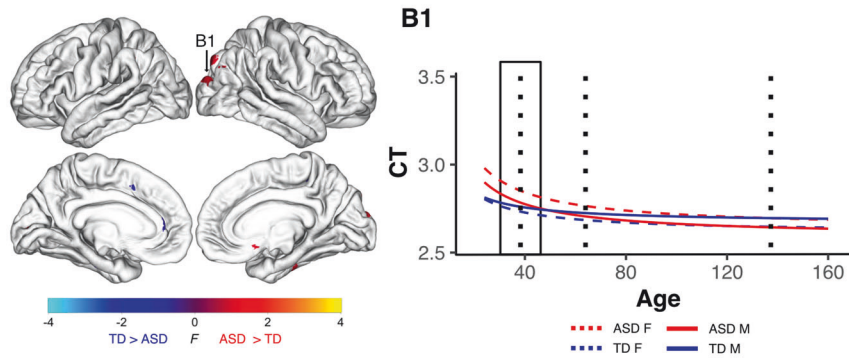 B1
-4 -2 0 2 4
TD > ASD F ASD > TD
B1
CT
3.5
3.0
2.5
40 80 120 160
Age
ASD F ASD M
TD F TD M